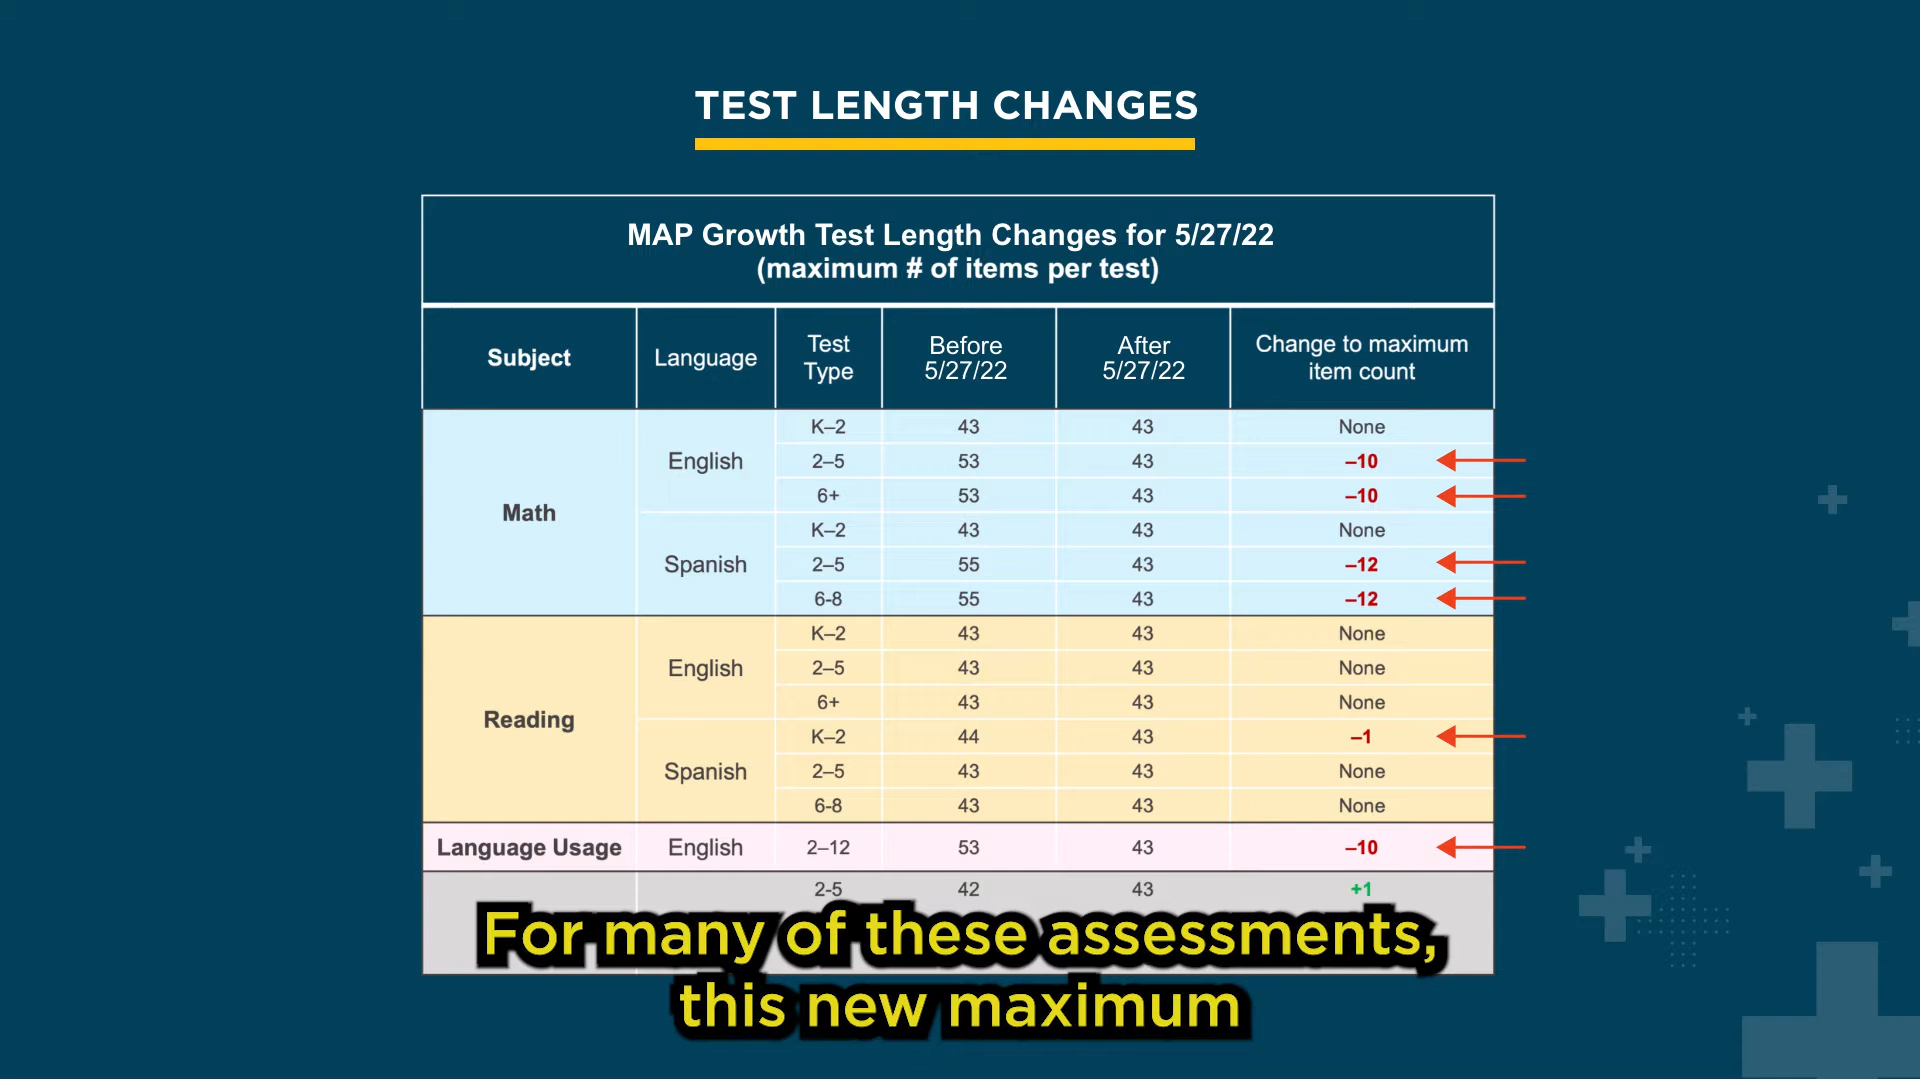 TEST LENGTH CHANGES
MAP Growth Test Length Changes for 5/27/22
(maximum # of items per test)
Subject Language Test Type Before 5/27/22 After 5/27/22 Change to maximum item count
Math English K–2 43 43 None
2–5 53 43 –10
6+ 53 43 –10
Spanish K–2 43 43 None
2–5 55 43 –12
6-8 55 43 –12
Reading English K–2 43 43 None
2–5 43 43 None
6+ 43 43 None
Spanish K–2 44 43 –1
2–5 43 43 None
6-8 43 43 None
Language Usage English 2–12 53 43 –10
2-5 42 43 +1
For many of these assessments,
this new maximum